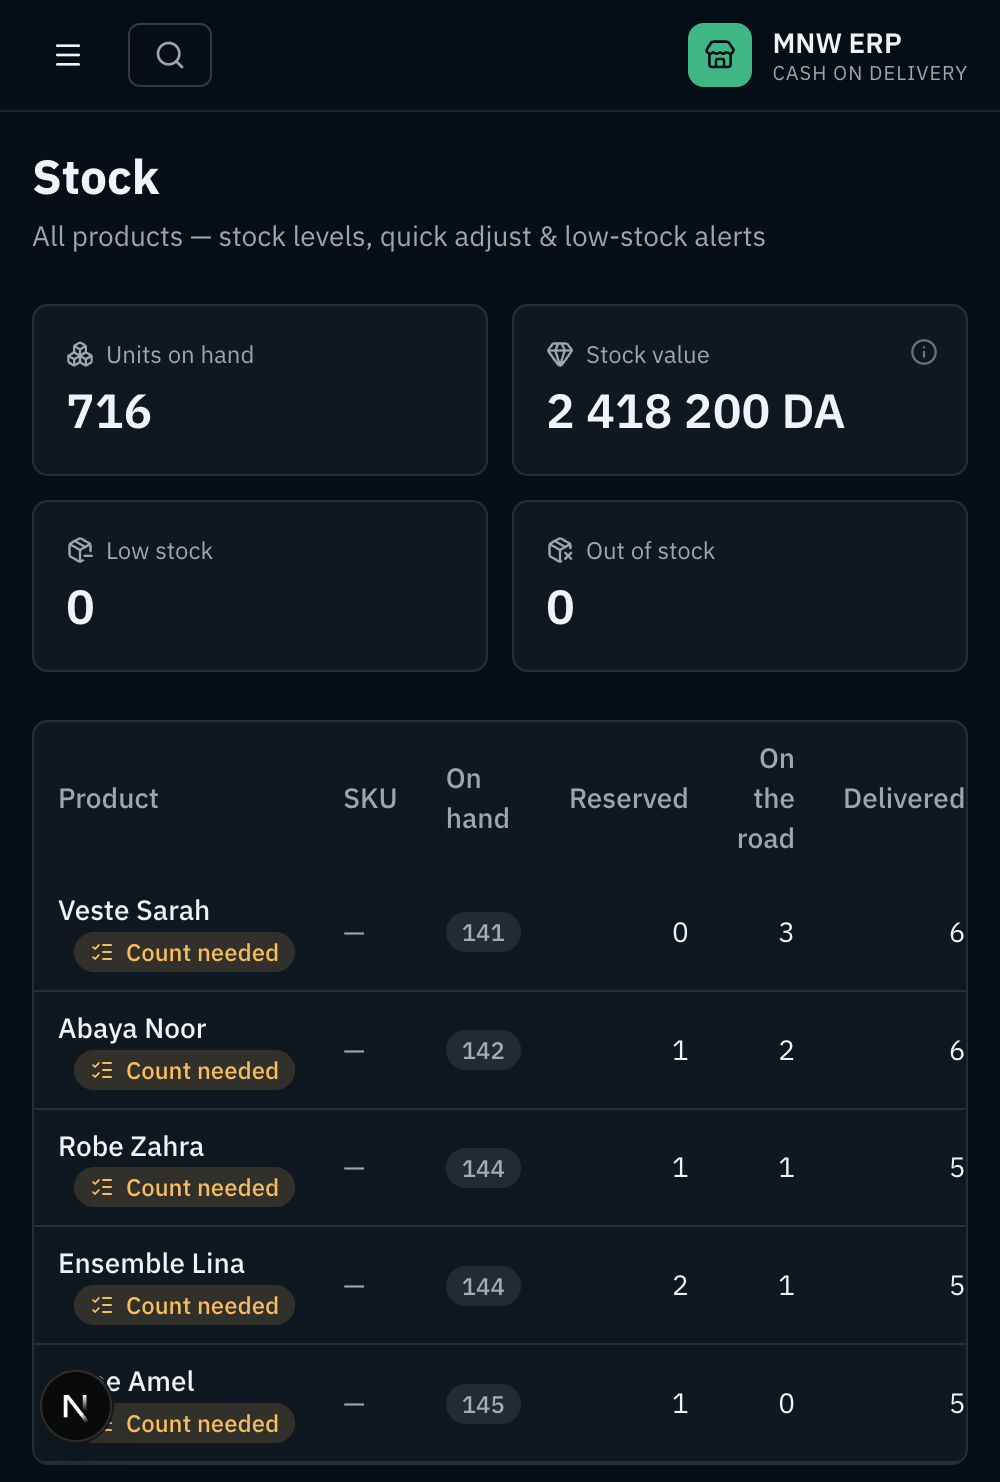 MNW ERP
CASH ON DELIVERY
Stock
All products — stock levels, quick adjust & low-stock alerts
Units on hand
716
Stock value
2 418 200 DA
Low stock
0
Out of stock
0
Product SKU On hand Reserved On the road Delivered
Veste Sarah
Count needed
— 141 0 3 6
Abaya Noor
Count needed
— 142 1 2 6
Robe Zahra
Count needed
— 144 1 1 5
Ensemble Lina
Count needed
— 144 2 1 5
Amel
Count needed
— 145 1 0 5
N